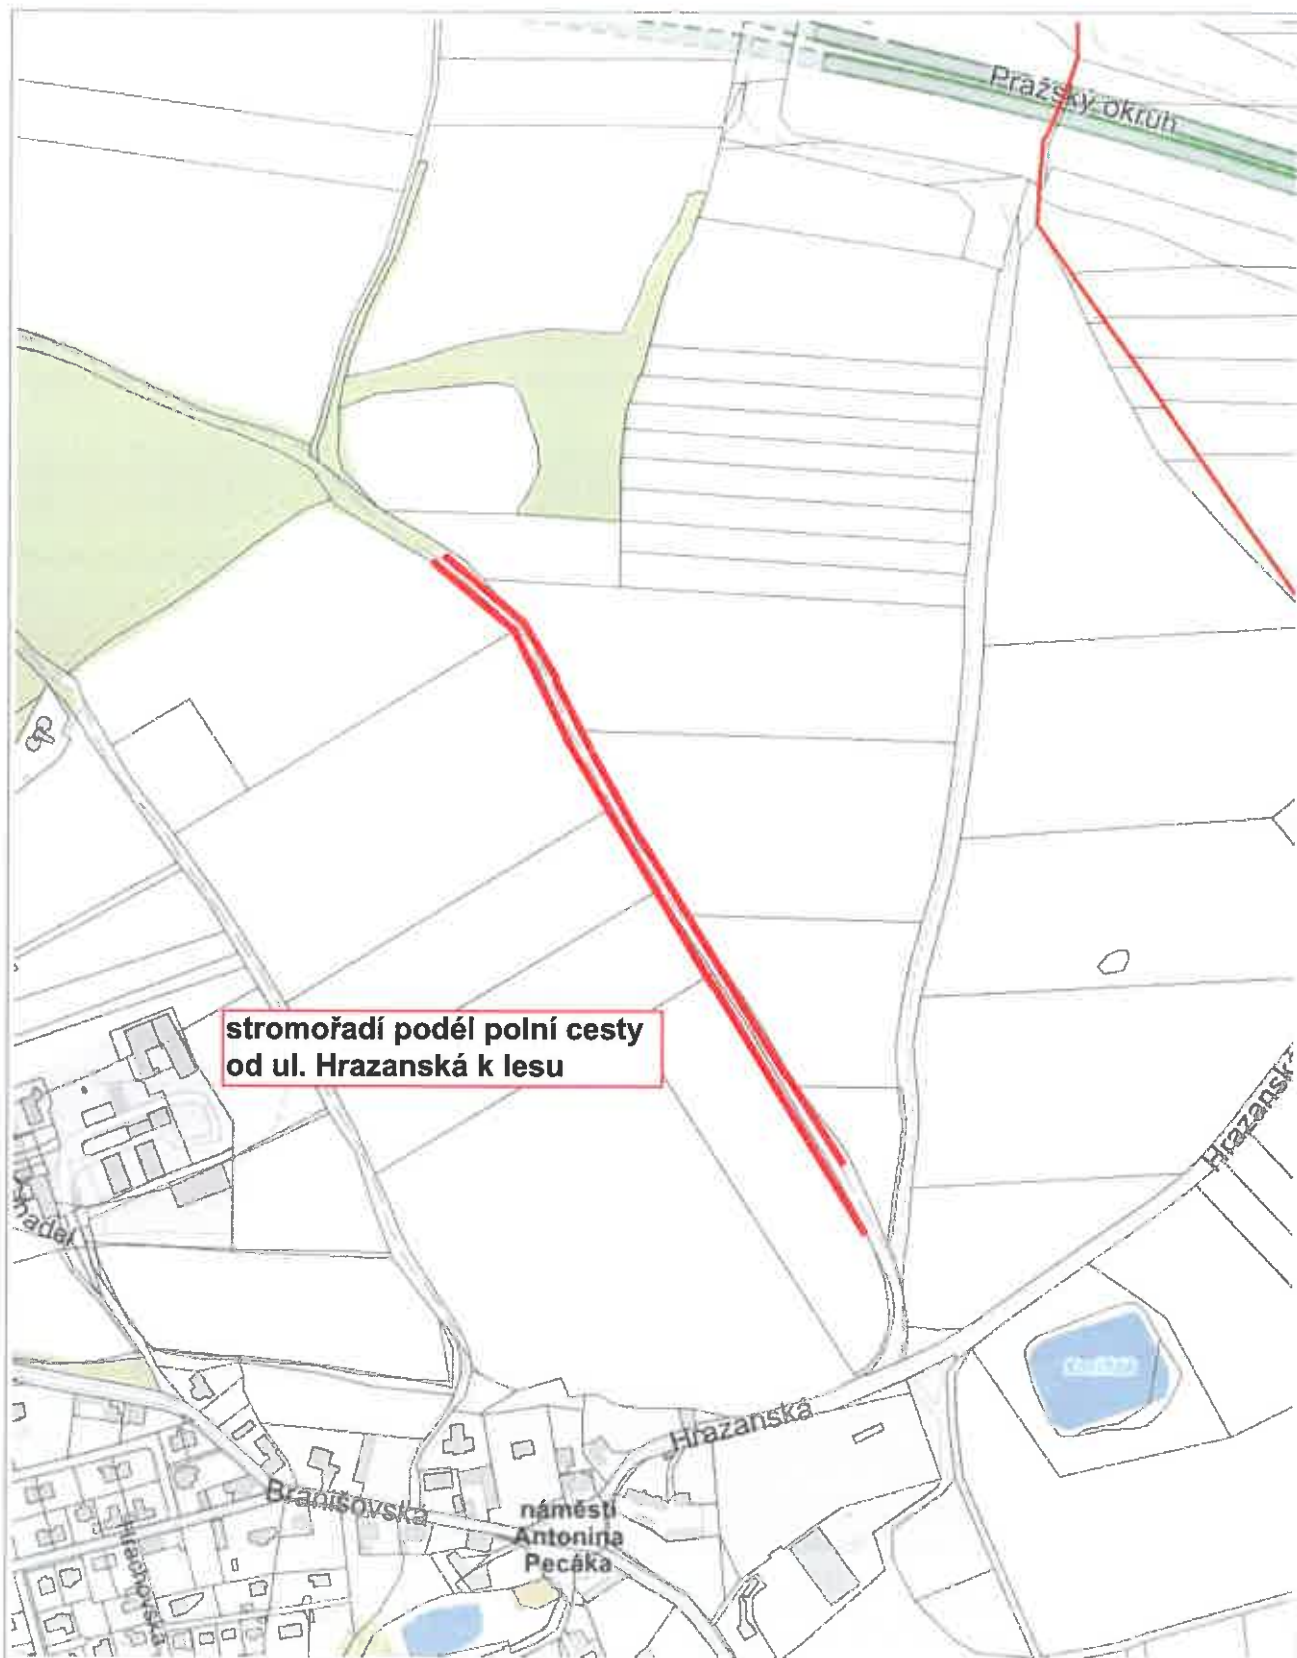 Pražský okruh
stromořadí podél polní cesty
od ul. Hrazanská k lesu
Hrazanská
Hrazanská
Branišovská
náměstí
Antonína
Pecáka